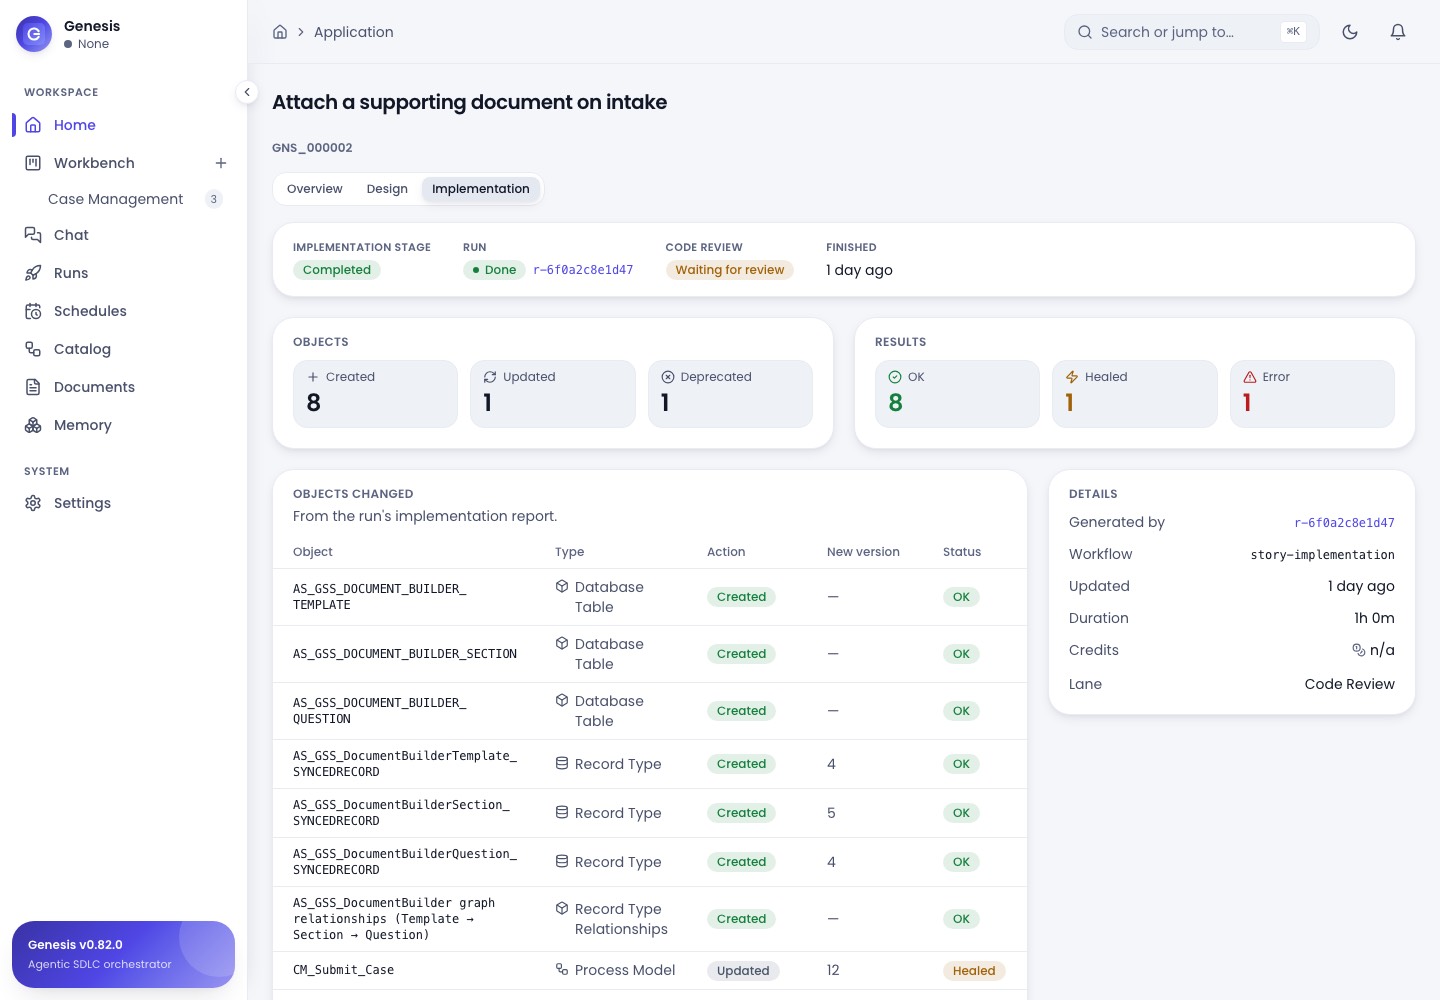 Genesis
None
WORKSPACE
Home
Workbench
Case Management 3
Chat
Runs
Schedules
Catalog
Documents
Memory
SYSTEM
Settings
Genesis v0.82.0
Agentic SDLC orchestrator
Application
Search or jump to... ⌘K
Attach a supporting document on intake
GNS_000002
Overview Design Implementation
IMPLEMENTATION STAGE RUN CODE REVIEW FINISHED
Completed Done r-6f0a2c8e1d47 Waiting for review 1 day ago
OBJECTS
Created Updated Deprecated
8 1 1
RESULTS
OK Healed Error
8 1 1
OBJECTS CHANGED
From the run's implementation report.
Object Type Action New version Status
AS_GSS_DOCUMENT_BUILDER_
TEMPLATE
Database
Table
Created — OK
AS_GSS_DOCUMENT_BUILDER_SECTION
Database
Table
Created — OK
AS_GSS_DOCUMENT_BUILDER_
QUESTION
Database
Table
Created — OK
AS_GSS_DocumentBuilderTemplate_
SYNCEDRECORD
Record Type Created 4 OK
AS_GSS_DocumentBuilderSection_
SYNCEDRECORD
Record Type Created 5 OK
AS_GSS_DocumentBuilderQuestion_
SYNCEDRECORD
Record Type Created 4 OK
AS_GSS_DocumentBuilder graph
relationships (Template →
Section → Question)
Record Type
Relationships
Created — OK
CM_Submit_Case Process Model Updated 12 Healed
DETAILS
Generated by r-6f0a2c8e1d47
Workflow story-implementation
Updated 1 day ago
Duration 1h 0m
Credits n/a
Lane Code Review